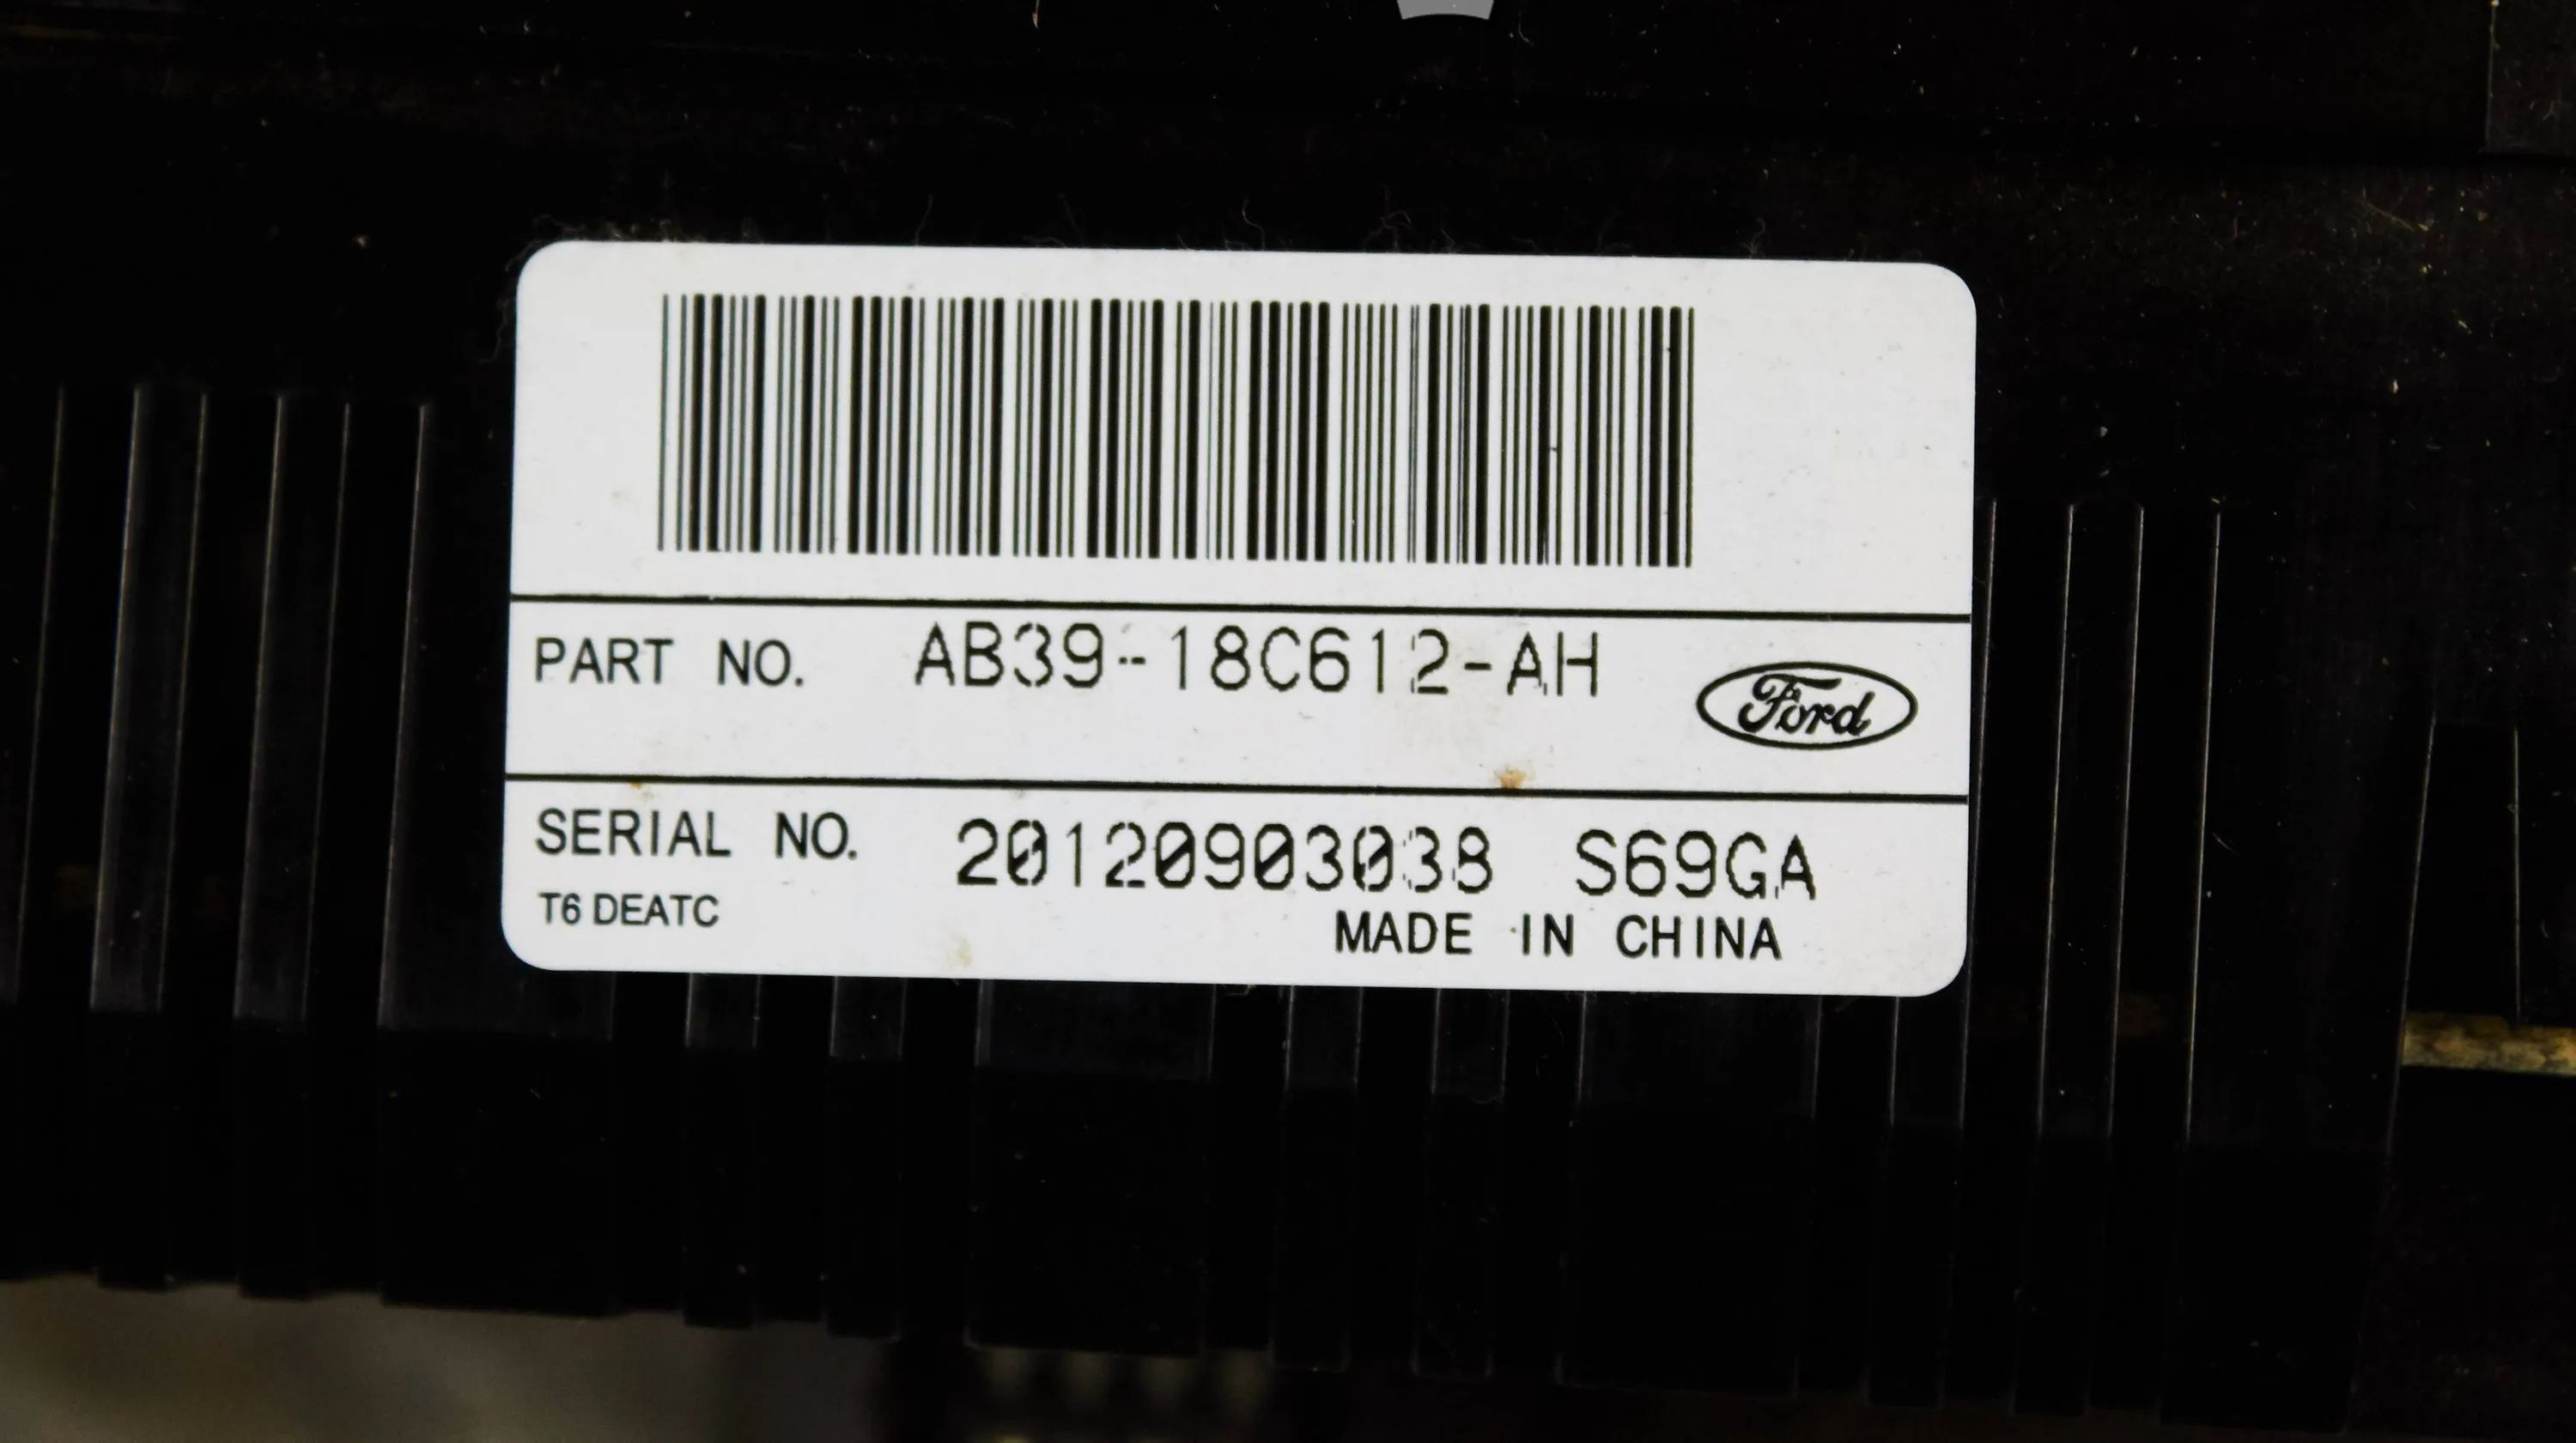 PART NO. AB39-18C612-AH
Ford
SERIAL NO. 20120903038 S69GA
T6 DEATC
MADE IN CHINA